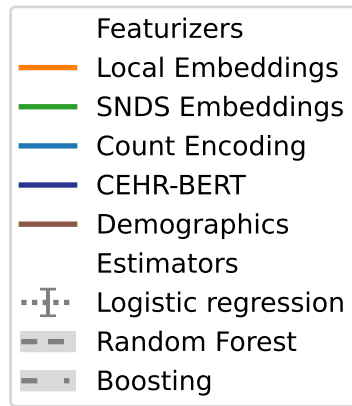 Featurizers
Local Embeddings
SNDS Embeddings
Count Encoding
CEHR-BERT
Demographics
Estimators
Logistic regression
Random Forest
Boosting